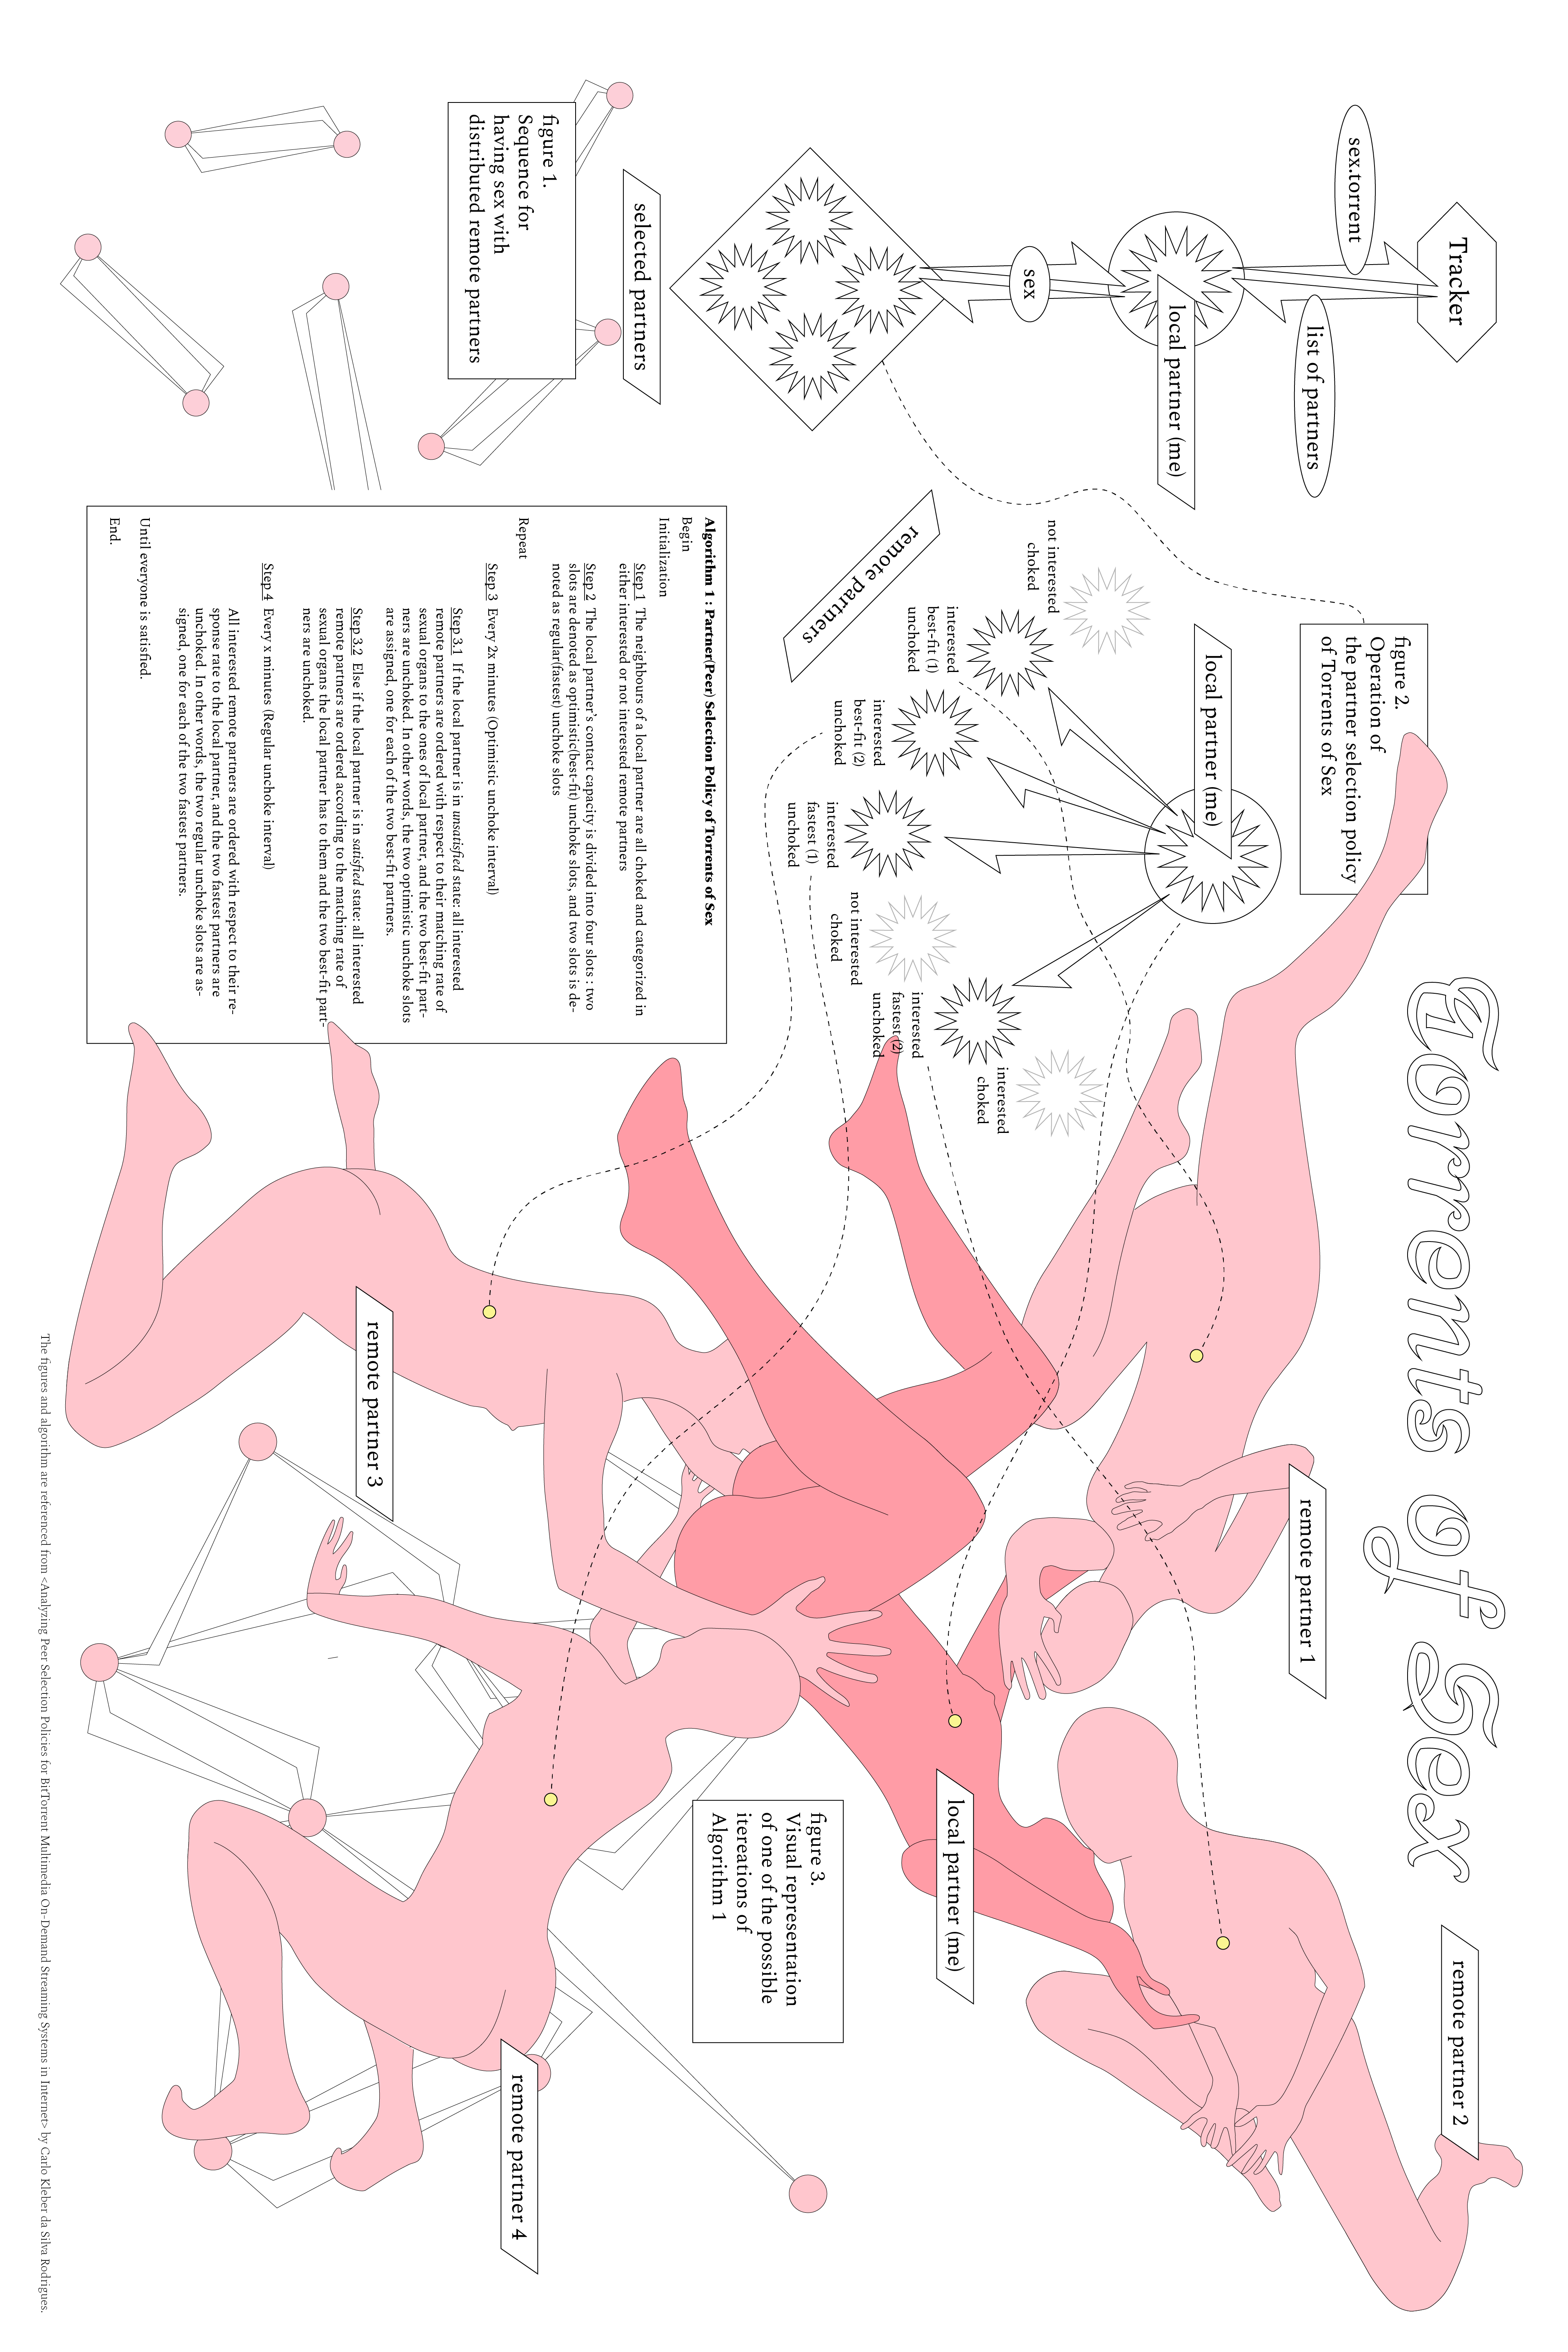 Torrents of Sex
Tracker
sex.torrent
list of partners
local partner (me)
sex
selected partners
figure 1.
Sequence for
having sex with
distributed remote partners
figure 2.
Operation of
the partner selection policy
of Torrents of Sex
local partner (me)
remote partners
not interested
choked
interested
best-fit (1)
unchoked
interested
best-fit (2)
unchoked
interested
fastest (1)
unchoked
not interested
choked
interested
fastest (2)
unchoked
interested
choked
Algorithm 1 : Partner(Peer) Selection Policy of Torrents of Sex
Begin
Initialization
Step 1 The neighbours of a local partner are all choked and categorized in
either interested or not interested remote partners
Step 2 The local partner's contact capacity is divided into four slots : two
slots are denoted as optimistic(best-fit) unchoke slots, and two slots is de-
noted as regular(fastest) unchoke slots
Repeat
Step 3 Every 2x minutes (Optimistic unchoke interval)
Step 3.1 If the local partner is in unsatisfied state: all interested
remote partners are ordered with respect to their matching rate of
sexual organs to the ones of local partner, and the two best-fit part-
ners are unchoked. In other words, the two optimistic unchoke slots
are assigned, one for each of the two best-fit partners.
Step 3.2 Else if the local partner is in satisfied state: all interested
remote partners are ordered according to the matching rate of
sexual organs the local partner has to them and the two best-fit part-
ners are unchoked.
Step 4 Every x minutes (Regular unchoke interval)
All interested remote partners are ordered with respect to their re-
sponse rate to the local partner, and the two fastest partners are
unchoked. In other words, the two regular unchoke slots are as-
signed, one for each of the two fastest partners.
Until everyone is satisfied.
End.
remote partner 1
remote partner 2
local partner (me)
figure 3.
Visual representation
of one of the possible
itereations of
Algorithm 1
remote partner 3
remote partner 4
The figures and algorithm are referenced from <Analyzing Peer Selection Policies for BitTorrent Multimedia On-Demand Streaming Systems in Internet> by Carlo Kleber da Silva Rodrigues.